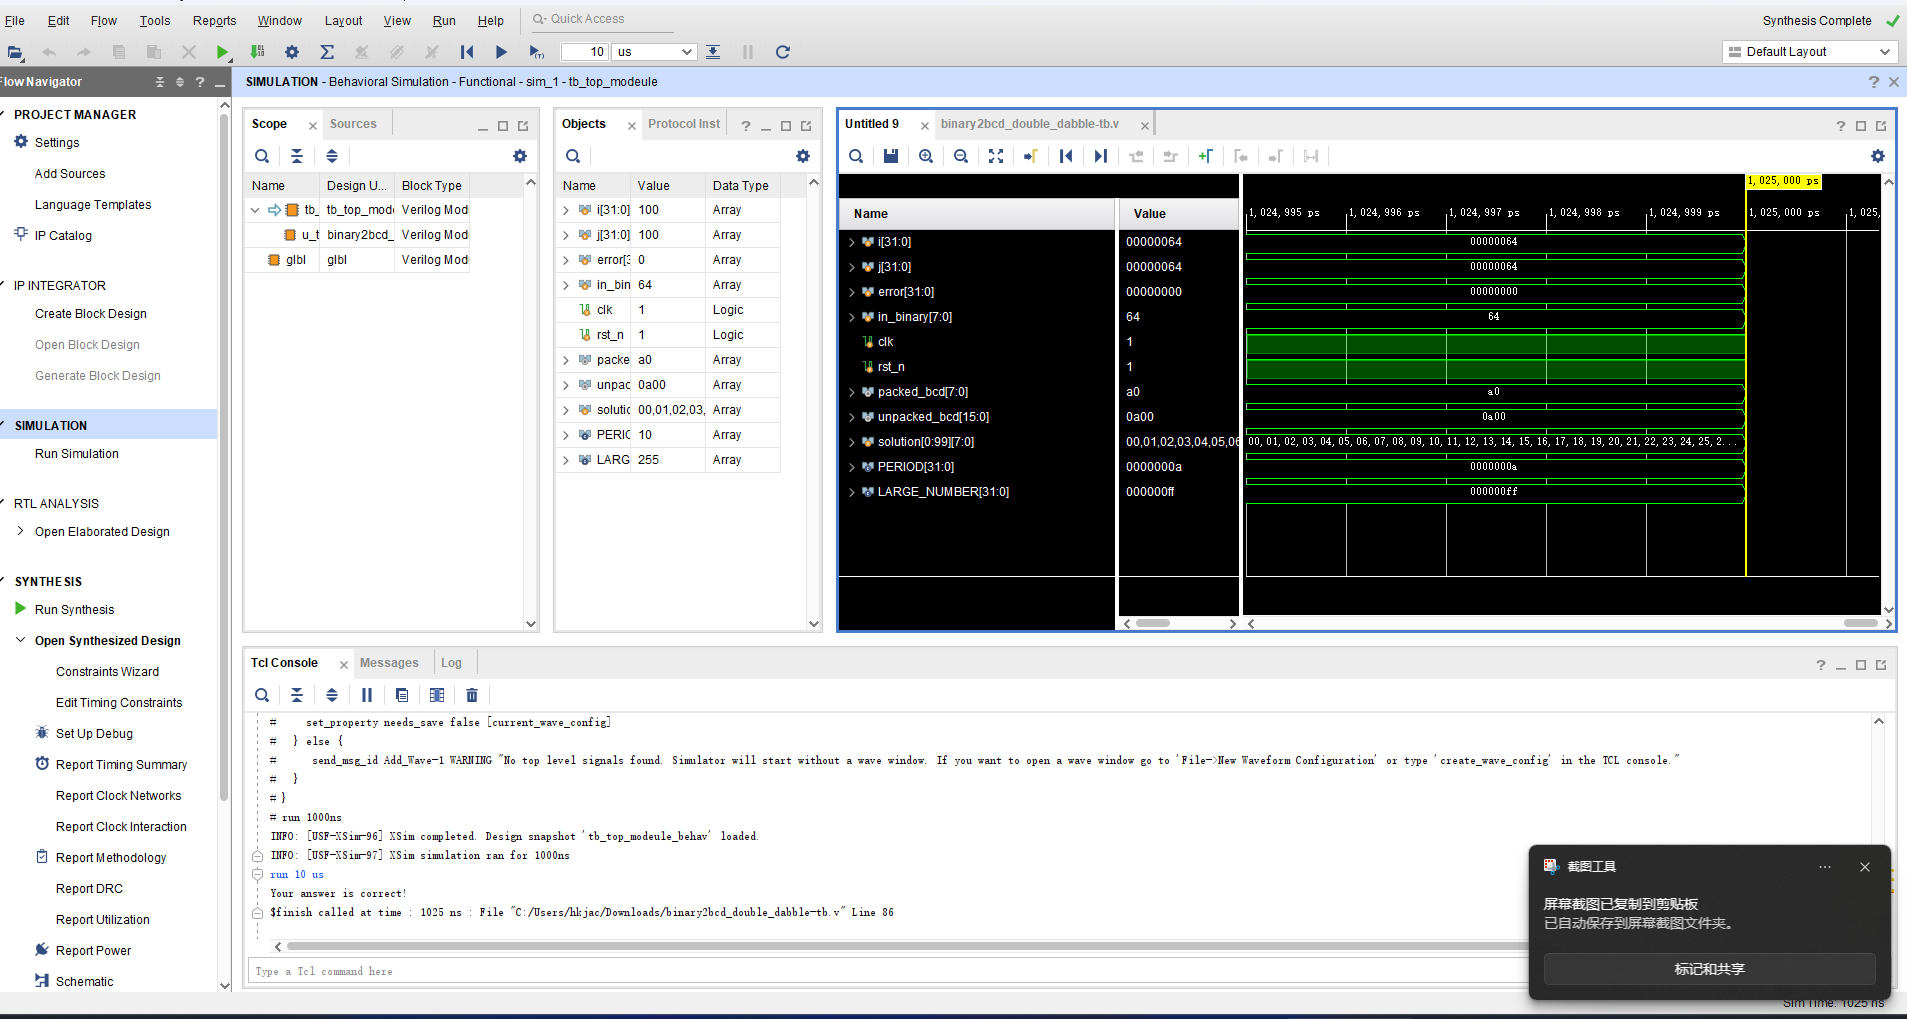 File Edit Flow Tools Reports Window Layout View Run Help Quick Access Synthesis Complete
10 us Default Layout
Flow Navigator
SIMULATION - Behavioral Simulation - Functional - sim_1 - tb_top_modeule
PROJECT MANAGER
Settings
Add Sources
Language Templates
IP Catalog
IP INTEGRATOR
Create Block Design
Open Block Design
Generate Block Design
SIMULATION
Run Simulation
RTL ANALYSIS
Open Elaborated Design
SYNTHESIS
Run Synthesis
Open Synthesized Design
Constraints Wizard
Edit Timing Constraints
Set Up Debug
Report Timing Summary
Report Clock Networks
Report Clock Interaction
Report Methodology
Report DRC
Report Utilization
Report Power
Schematic
Scope Sources
Name Design U... Block Type
tb_ tb_top_mod Verilog Mod
u_t binary2bcd_ Verilog Mod
glbl glbl Verilog Mod
Objects Protocol Inst
Name Value Data Type
i[31:0] 100 Array
j[31:0] 100 Array
error[3 0 Array
in_bin 64 Array
clk 1 Logic
rst_n 1 Logic
packe a0 Array
unpac 0a00 Array
solutic 00,01,02,03, Array
PERIC 10 Array
LARG 255 Array
Untitled 9 binary2bcd_double_dabble-tb.v
1,025,000 ps
Name Value 1,024,995 ps 1,024,996 ps 1,024,997 ps 1,024,998 ps 1,024,999 ps 1,025,000 ps 1,025,
i[31:0] 00000064 00000064
j[31:0] 00000064 00000064
error[31:0] 00000000 00000000
in_binary[7:0] 64 64
clk 1
rst_n 1
packed_bcd[7:0] a0 a0
unpacked_bcd[15:0] 0a00 0a00
solution[0:99][7:0] 00,01,02,03,04,05,06 00,01,02,03,04,05,06,07,08,09,10,11,12,13,14,15,16,17,18,19,20,21,22,23,24,25,2...
PERIOD[31:0] 0000000a 0000000a
LARGE_NUMBER[31:0] 000000ff 000000ff
Tcl Console Messages Log
# set_property needs_save false [current_wave_config]
# } else {
# send_msg_id Add_Wave-1 WARNING "No top level signals found. Simulator will start without a wave window. If you want to open a wave window go to 'File->New Waveform Configuration' or type 'create_wave_config' in the TCL console."
# }
# }
# run 1000ns
INFO: [USF-XSim-96] XSim completed. Design snapshot 'tb_top_modeule_behav' loaded.
INFO: [USF-XSim-97] XSim simulation ran for 1000ns
run 10 us
Your answer is correct!
$finish called at time : 1025 ns : File "C:/Users/hkjac/Downloads/binary2bcd_double_dabble-tb.v" Line 86
Type a Tcl command here
截图工具
屏幕截图已复制到剪贴板
已自动保存到屏幕截图文件夹。
标记和共享
Sim Time: 1025 ns